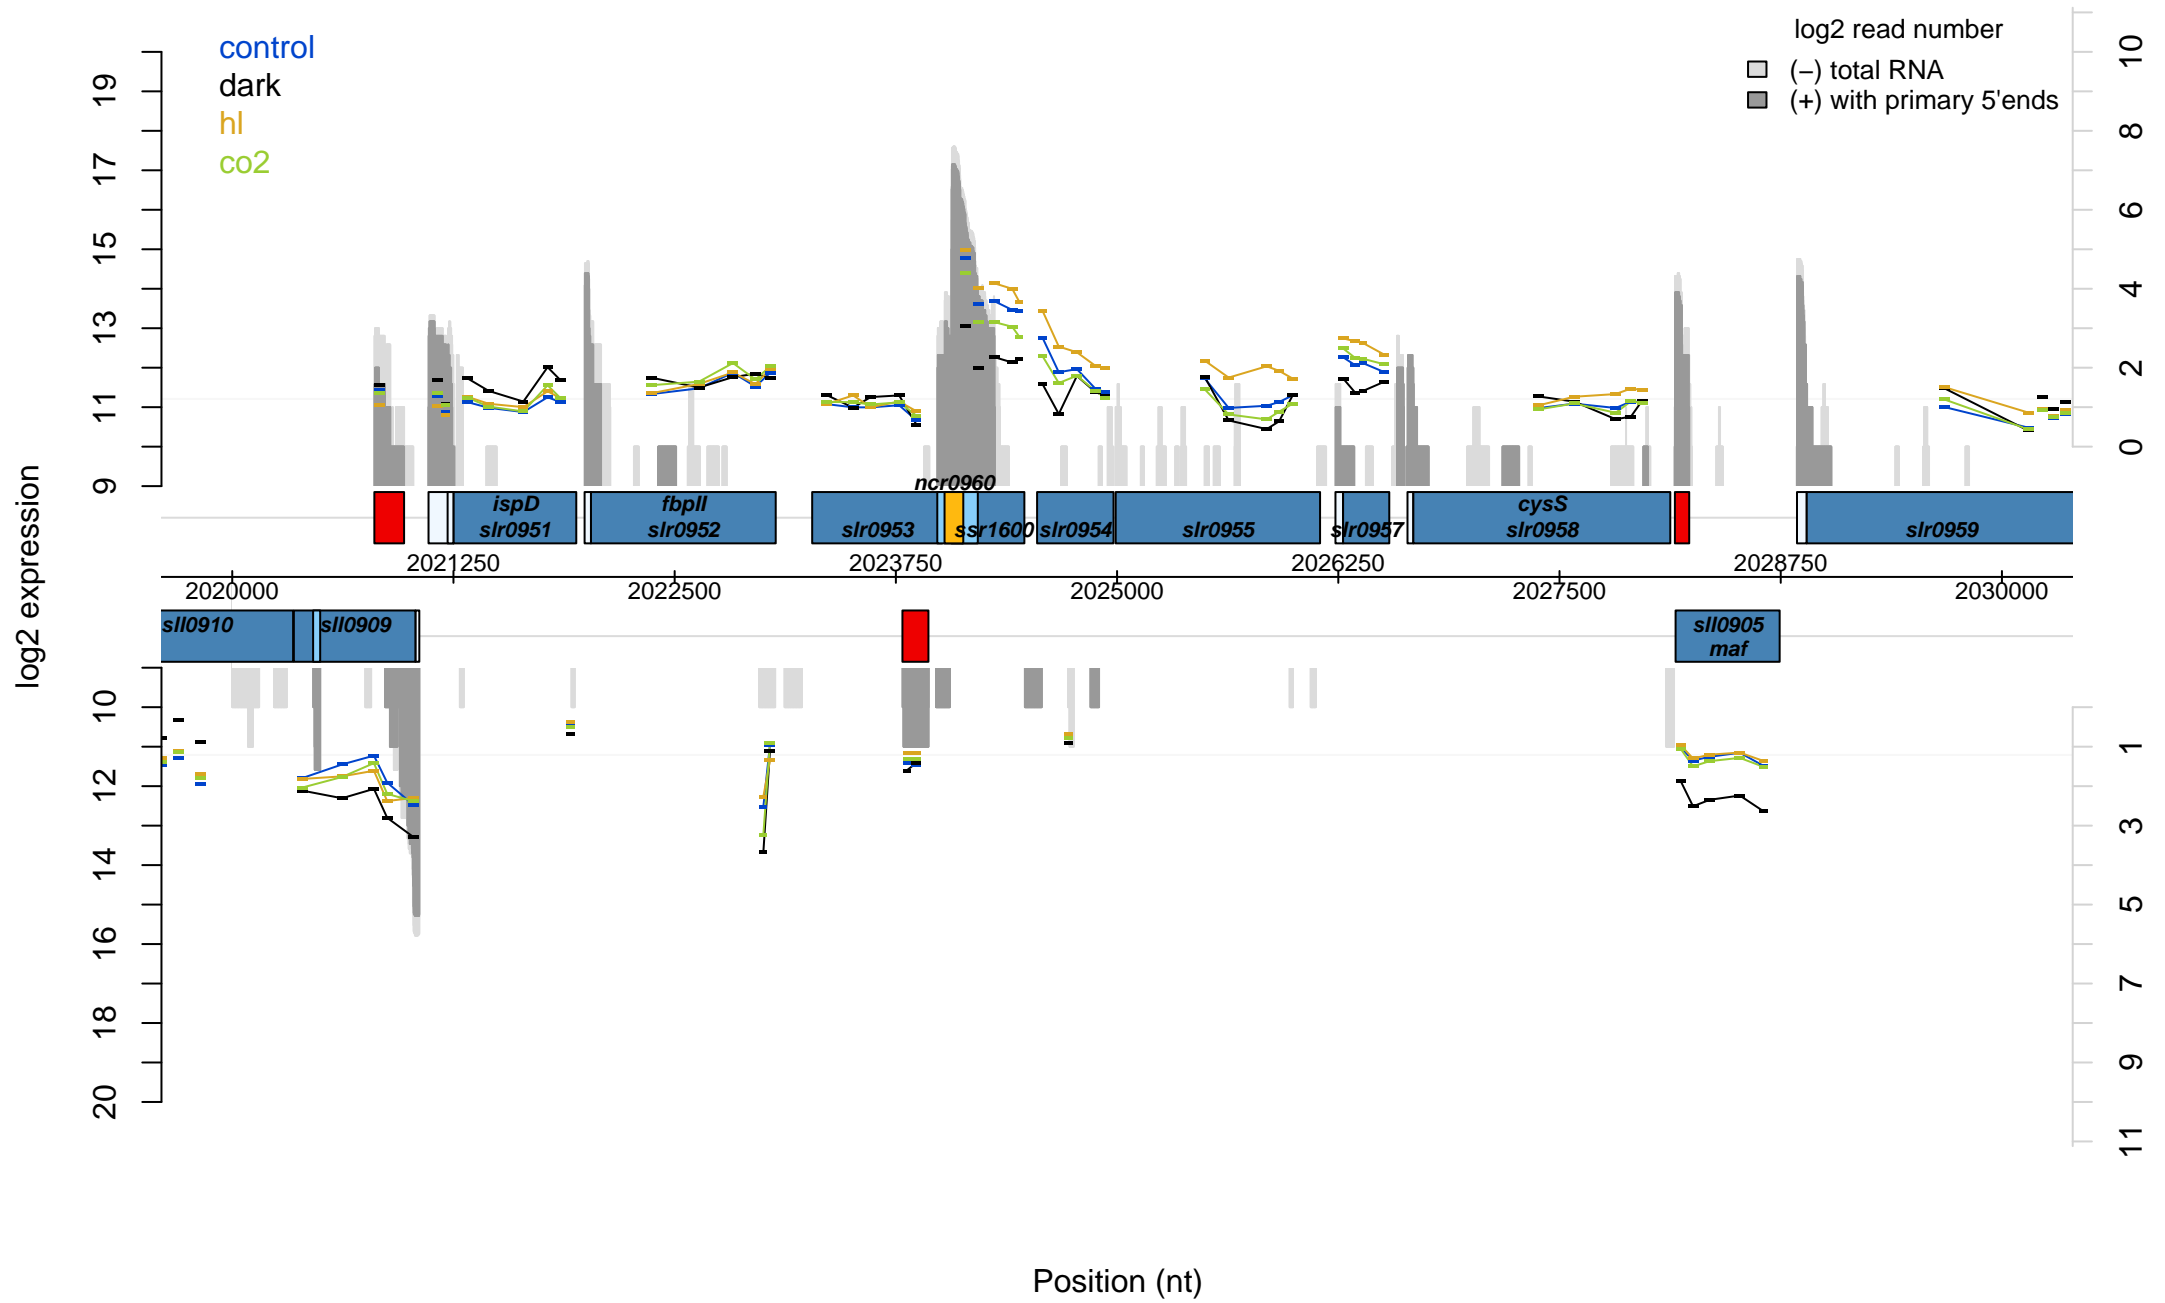 control
dark
hl
co2
log2 read number
(−) total RNA
(+) with primary 5'ends
19
17
15
13
11
9
10
8
6
4
2
0
log2 expression
ncr0960
ispD
slr0951
fbpII
slr0952
slr0953
ssr1600
slr0954
slr0955
slr0957
cysS
slr0958
slr0959
2021250
2023750
2026250
2028750
2020000
2022500
2025000
2027500
2030000
sll0910
sll0909
sll0905
maf
10
12
14
16
18
20
1
3
5
7
9
11
Position (nt)